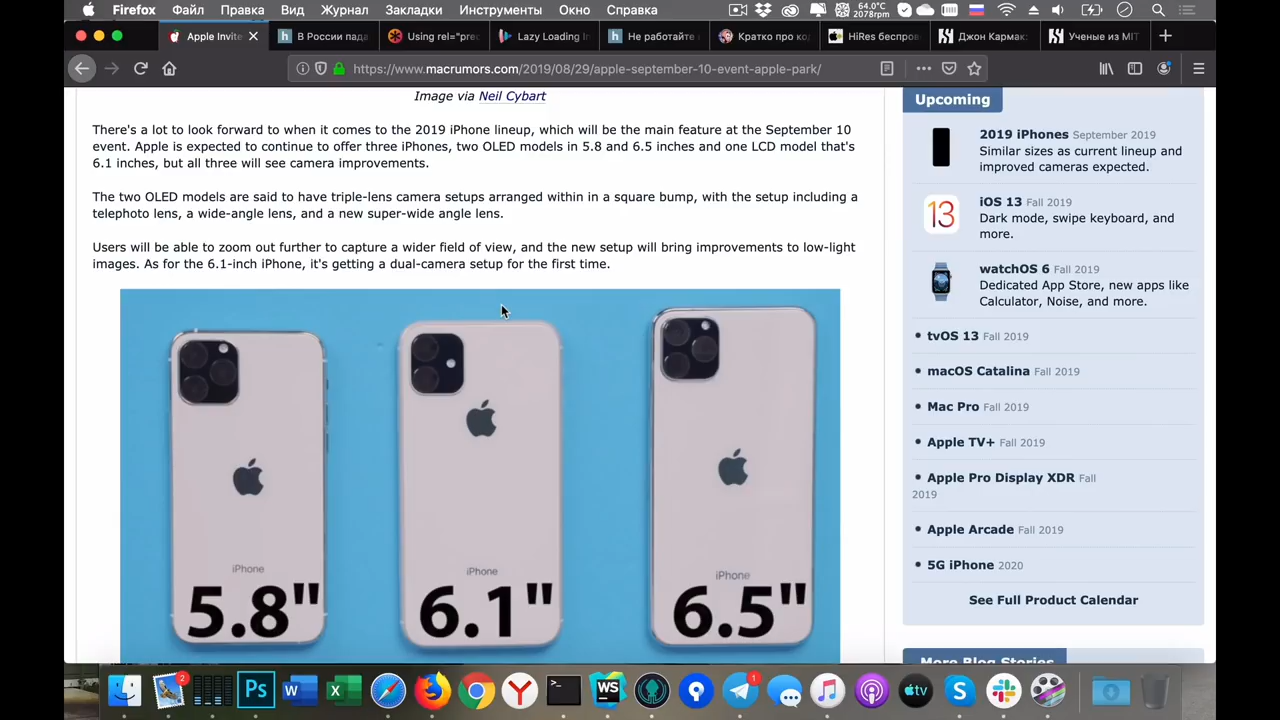 Firefox Файл Правка Вид Журнал Закладки Инструменты Окно Справка 64.0°C 2078rpm
Apple Invite В России пада Using rel="prec Lazy Loading In Не работайте Кратко про ко HiRes беспров Джон Кармак: Ученые из MIT
https://www.macrumors.com/2019/08/29/apple-september-10-event-apple-park/
Image via Neil Cybart
There's a lot to look forward to when it comes to the 2019 iPhone lineup, which will be the main feature at the September 10
event. Apple is expected to continue to offer three iPhones, two OLED models in 5.8 and 6.5 inches and one LCD model that's
6.1 inches, but all three will see camera improvements.
The two OLED models are said to have triple-lens camera setups arranged within in a square bump, with the setup including a
telephoto lens, a wide-angle lens, and a new super-wide angle lens.
Users will be able to zoom out further to capture a wider field of view, and the new setup will bring improvements to low-light
images. As for the 6.1-inch iPhone, it's getting a dual-camera setup for the first time.
iPhone iPhone iPhone
5.8" 6.1" 6.5"
Upcoming
2019 iPhones September 2019
Similar sizes as current lineup and
improved cameras expected.
13
iOS 13 Fall 2019
Dark mode, swipe keyboard, and
more.
watchOS 6 Fall 2019
Dedicated App Store, new apps like
Calculator, Noise, and more.
• tvOS 13 Fall 2019
• macOS Catalina Fall 2019
• Mac Pro Fall 2019
• Apple TV+ Fall 2019
• Apple Pro Display XDR Fall
2019
• Apple Arcade Fall 2019
• 5G iPhone 2020
See Full Product Calendar
More Blog Stories
2 Ps W X Y WS 1 tv S